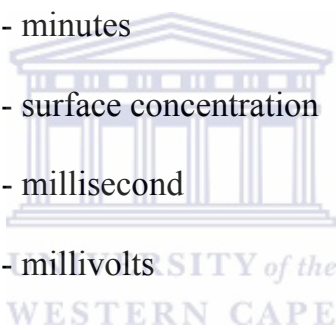 - minutes
- surface concentration
- millisecond
- millivolts
UNIVERSITY of the
WESTERN CAPE